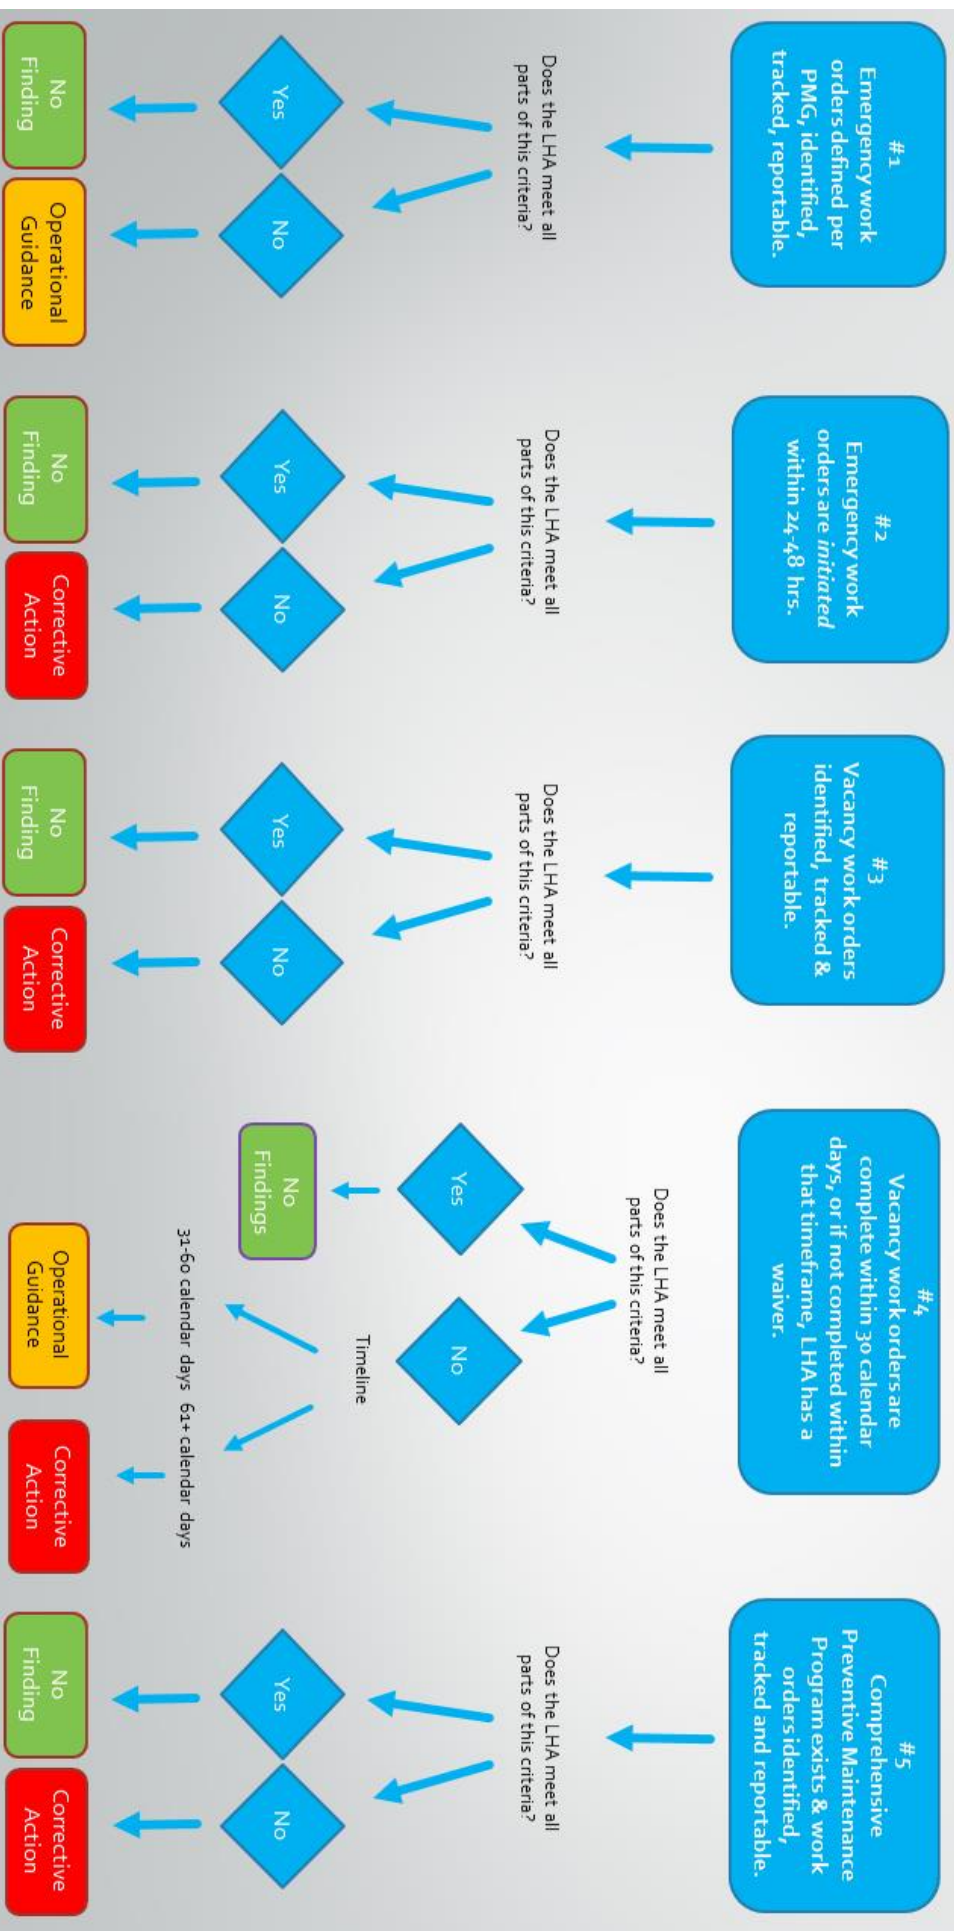 #1
Emergency work
orders defined per
PMG, identified,
tracked, reportable.
Does the LHA meet all
parts of this criteria?
Yes
No
No
Finding
Operational
Guidance
#2
Emergency work
orders are initiated
within 24-48 hrs.
Does the LHA meet all
parts of this criteria?
Yes
No
No
Finding
Corrective
Action
#3
Vacancy work orders
identified, tracked &
reportable.
Does the LHA meet all
parts of this criteria?
Yes
No
No
Finding
Corrective
Action
#4
Vacancy work orders are
complete within 30 calendar
days, or if not completed within
that timeframe, LHA has a
waiver.
Does the LHA meet all
parts of this criteria?
Yes
No
No
Findings
Timeline
31-60 calendar days
61+ calendar days
Operational
Guidance
Corrective
Action
#5
Comprehensive
Preventive Maintenance
Program exists & work
orders identified,
tracked and reportable.
Does the LHA meet all
parts of this criteria?
Yes
No
No
Finding
Corrective
Action